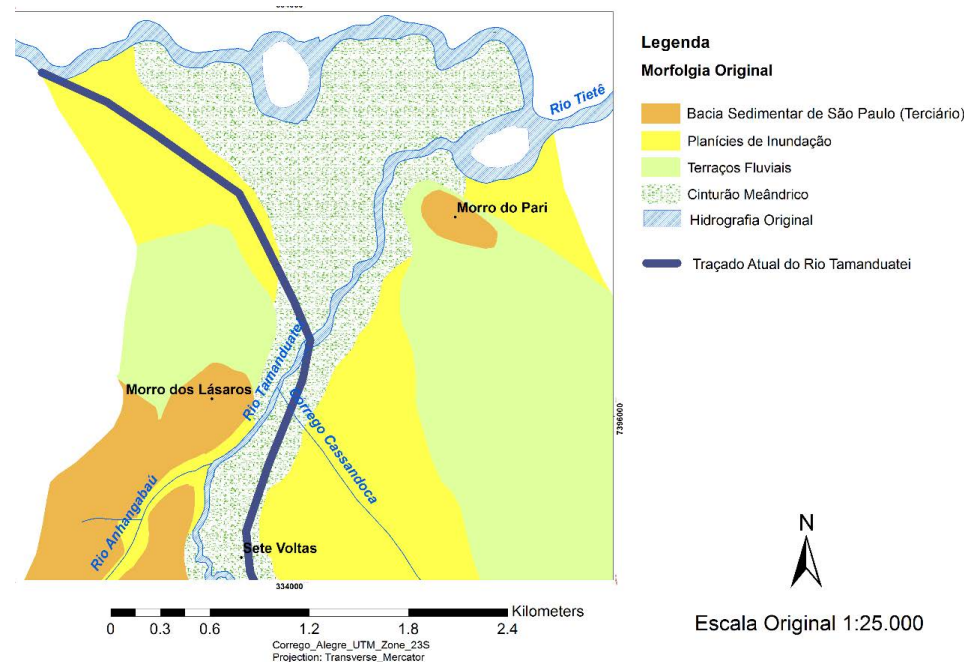 Legenda
Morfolgia Original
Bacia Sedimentar de São Paulo (Terciário)
Planícies de Inundação
Terraços Fluviais
Cinturão Meândrico
Hidrografia Original
Traçado Atual do Rio Tamanduatei
Rio Tietê
Morro do Pari
Rio Tamanduatei
Morro dos Lásaros
Córrego Cassandoca
7396000
Rio Anhangabaú
Sete Voltas
334000
N
Kilometers
0 0.3 0.6 1.2 1.8 2.4
Corrego_Alegre_UTM_Zone_23S
Projection: Transverse_Mercator
Escala Original 1:25.000